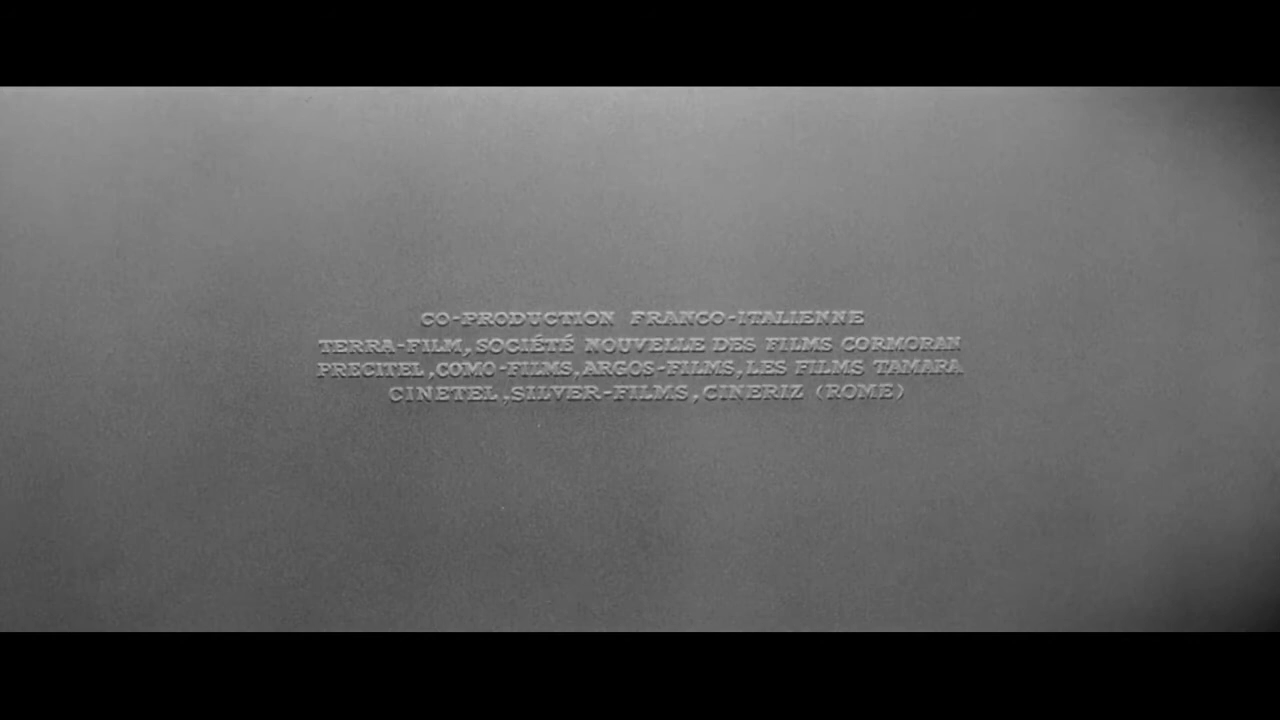 CO-PRODUCTION FRANCO-ITALIENNE
TERRA-FILM, SOCIÉTÉ NOUVELLE DES FILMS CORMORAN
PRECITEL, COMO-FILMS, ARGOS-FILMS, LES FILMS TAMARA
CINETEL, SILVER-FILMS, CINERIZ (ROME)